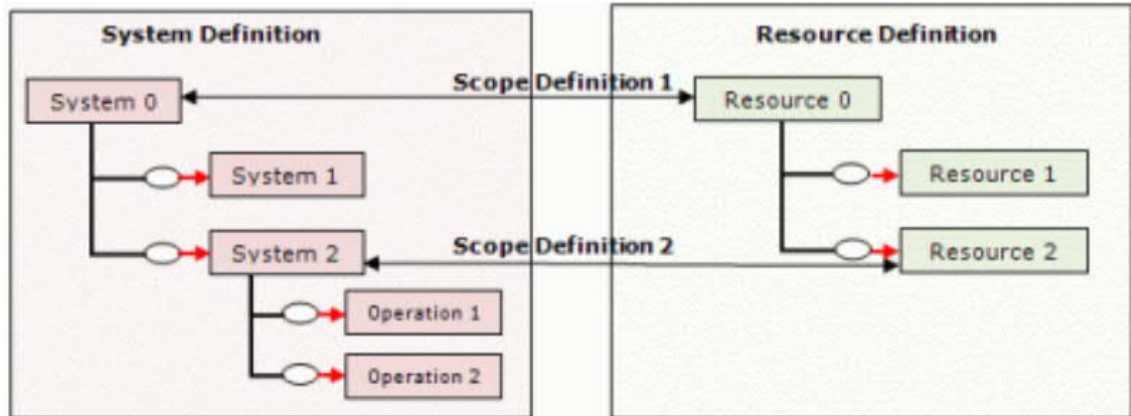 System Definition
Resource Definition
Scope Definition 1
System 0
Resource 0
System 1
Resource 1
Scope Definition 2
System 2
Resource 2
Operation 1
Operation 2